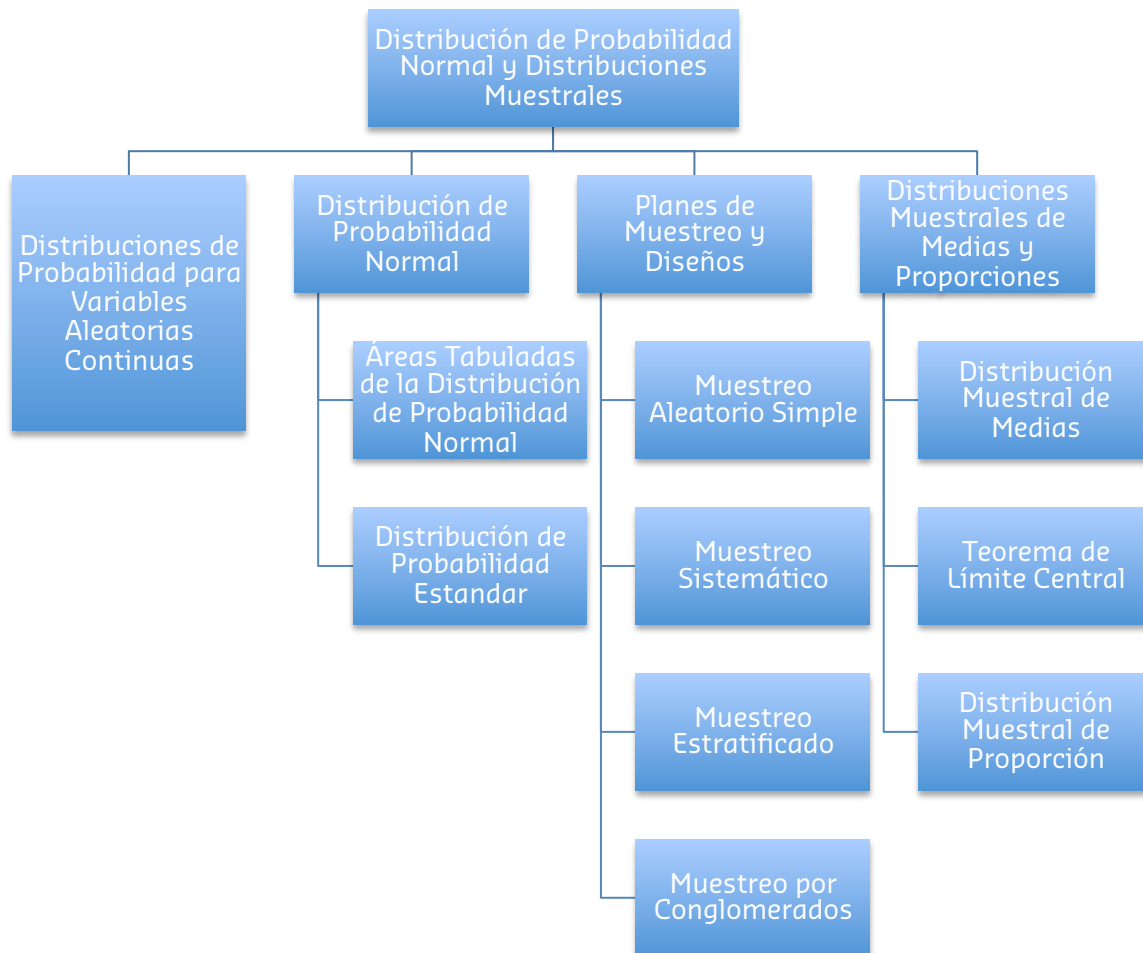 Distribución de Probabilidad
Normal y Distribuciones
Muestrales
Distribuciones de
Probabilidad para
Variables
Aleatorias
Continuas
Distribución de
Probabilidad
Normal
Áreas Tabuladas
de la Distribución
de Probabilidad
Normal
Distribución de
Probabilidad
Estandar
Planes de
Muestreo y
Diseños
Muestreo
Aleatorio Simple
Muestreo
Sistemático
Muestreo
Estratificado
Muestreo por
Conglomerados
Distribuciones
Muestrales de
Medias y
Proporciones
Distribución
Muestral de
Medias
Teorema de
Límite Central
Distribución
Muestral de
Proporción